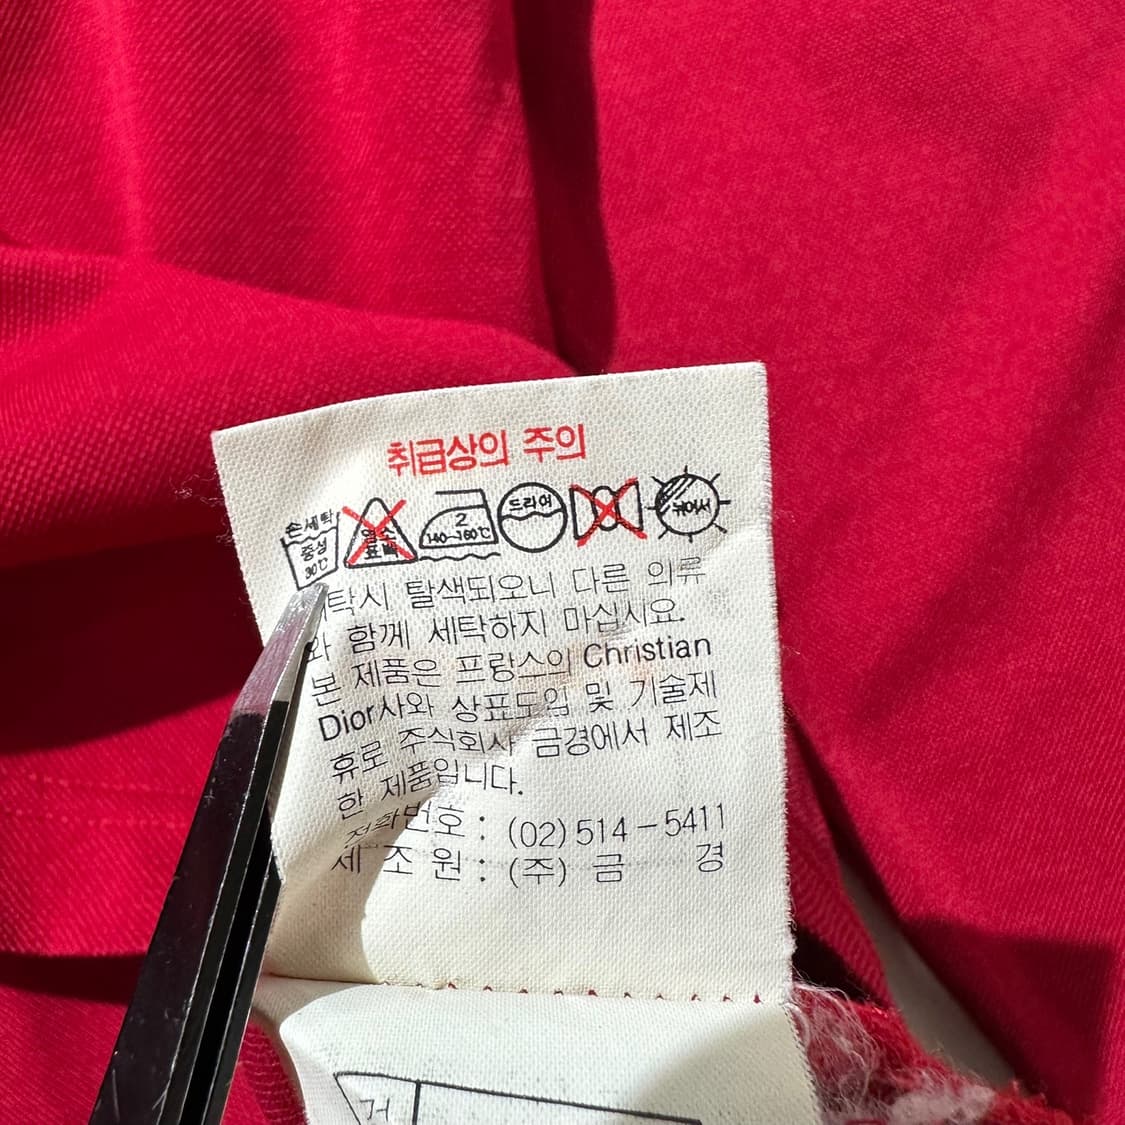 취급상의 주의
손세탁 중성 30℃
염소 표백
2 140~160℃
드라이
뉘어서
세탁시 탈색되오니 다른 의류
와 함께 세탁하지 마십시요.
본 제품은 프랑스의 Christian
Dior사와 상표도입 및 기술제
휴로 주식회사 금경에서 제조
한 제품입니다.
전화번호 : (02)514-5411
제 조 원 : (주) 금 경